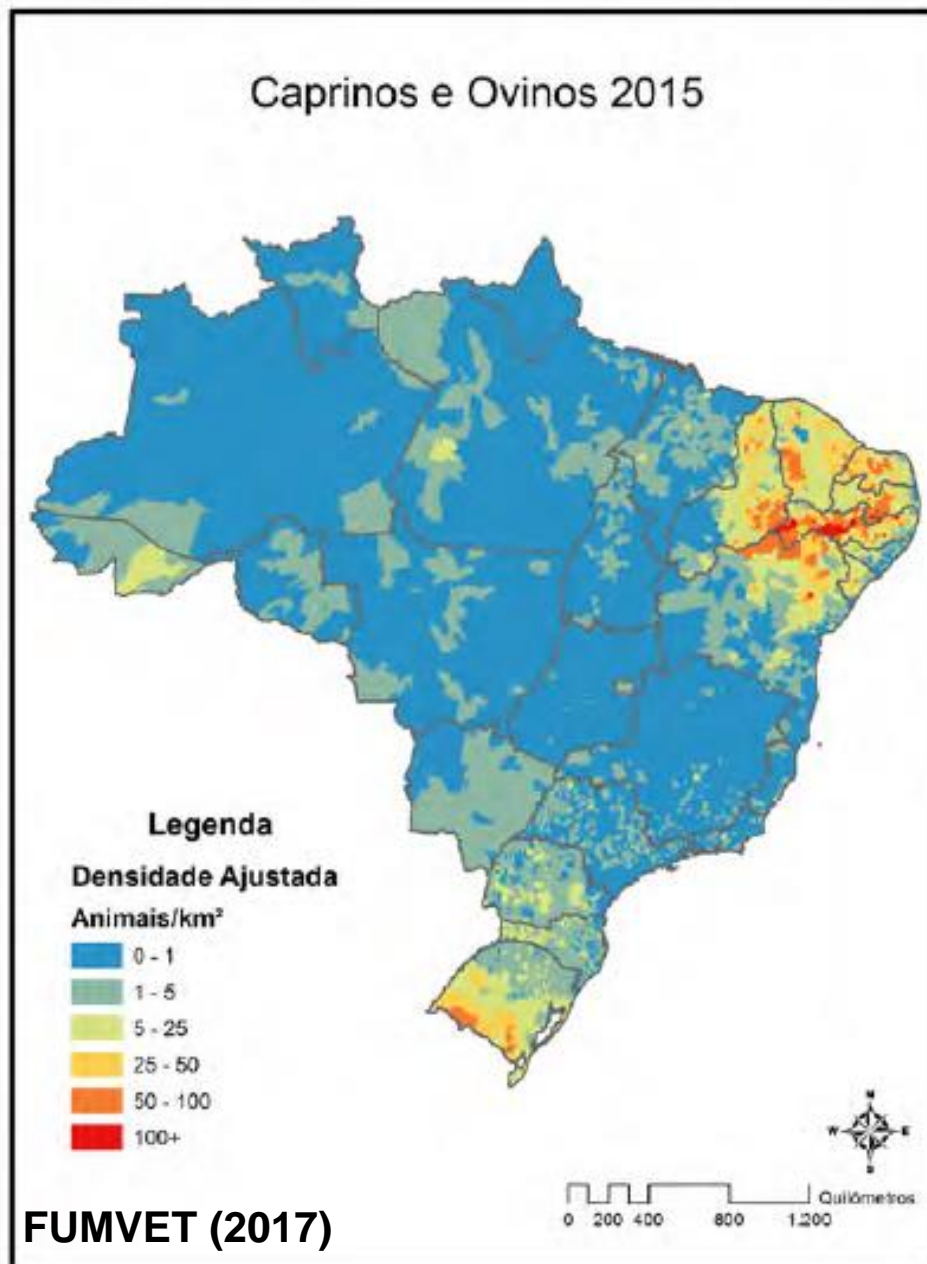 Caprinos e Ovinos 2015
Legenda
Densidade Ajustada
Animais/km²
0 - 1
1 - 5
5 - 25
25 - 50
50 - 100
100+
N
W E
S
Quilômetros
0 200 400 800 1.200
FUMVET (2017)